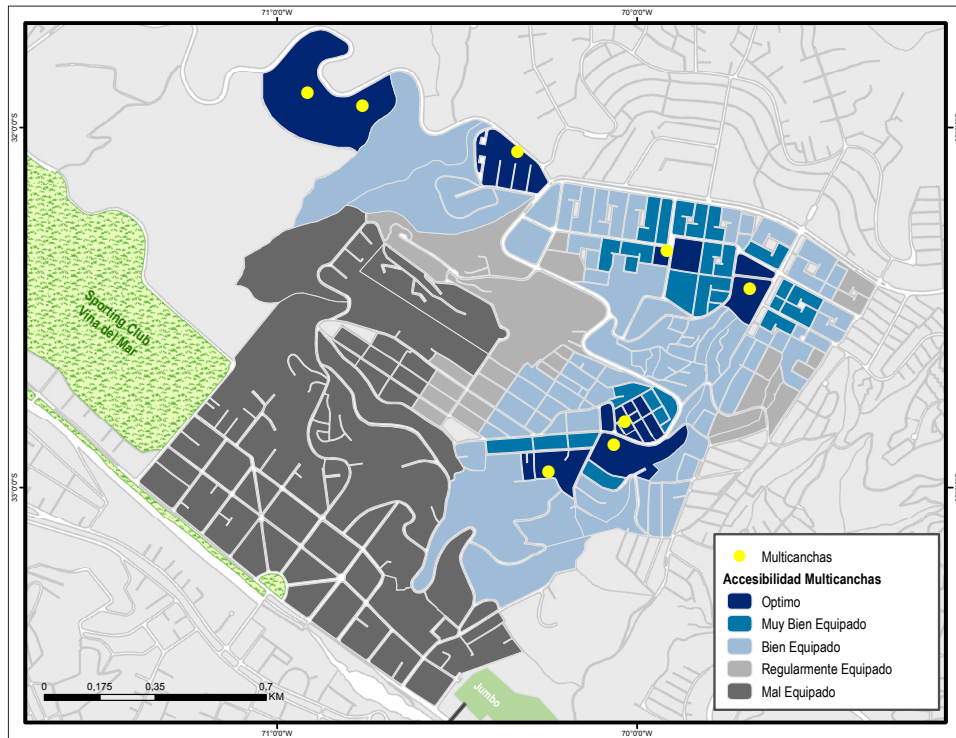 71°0'0"W
70°0'0"W
32°0'0"S
Sporting Club
Viña del Mar
33°0'0"S
Multicanchas
Accesibilidad Multicanchas
Optimo
Muy Bien Equipado
Bien Equipado
Regularmente Equipado
Mal Equipado
0
0,175
0,35
0,7
KM
Jumbo
71°0'0"W
70°0'0"W